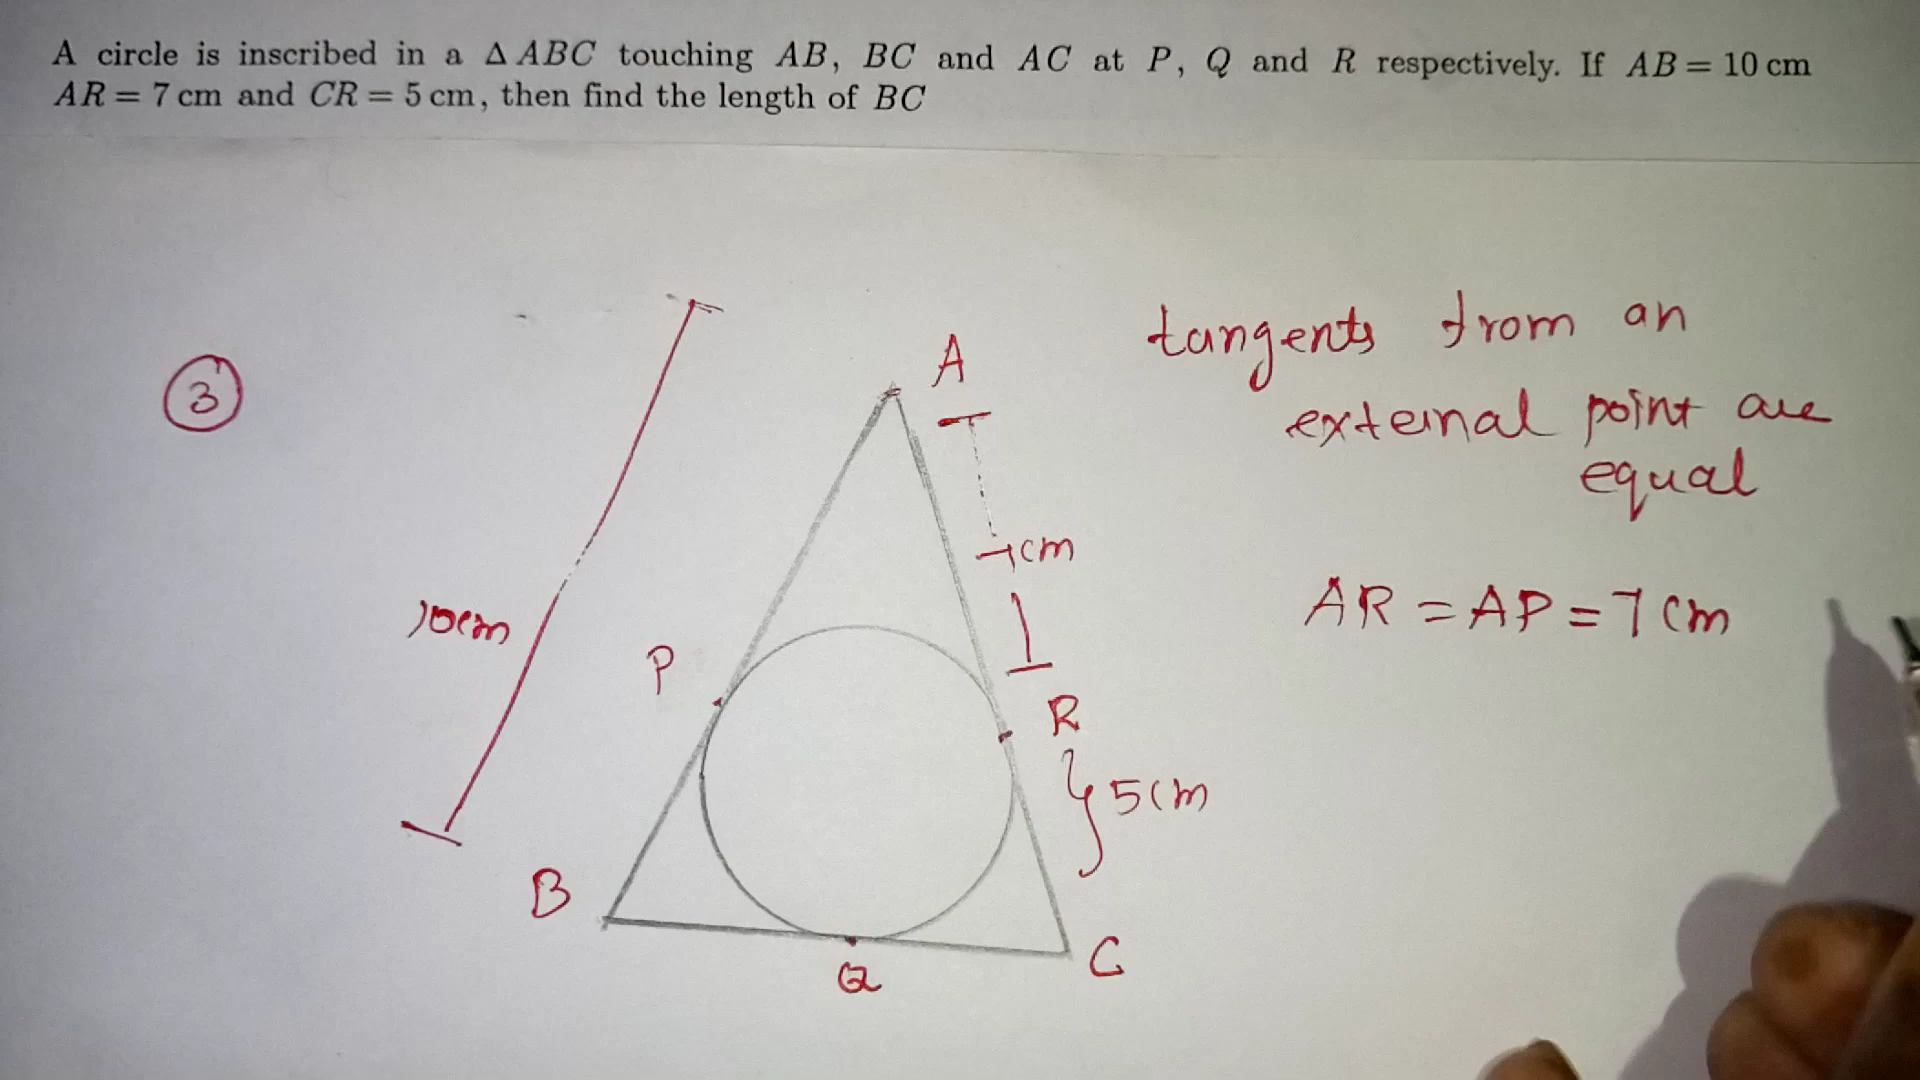 A circle is inscribed in a Δ ABC touching AB, BC and AC at P, Q and R respectively. If AB = 10 cm
AR = 7 cm and CR = 5 cm, then find the length of BC
tangents from an
A
3
external point are
equal
7cm
AR = AP = 7 cm
10cm
P
R
5cm
B
C
Q